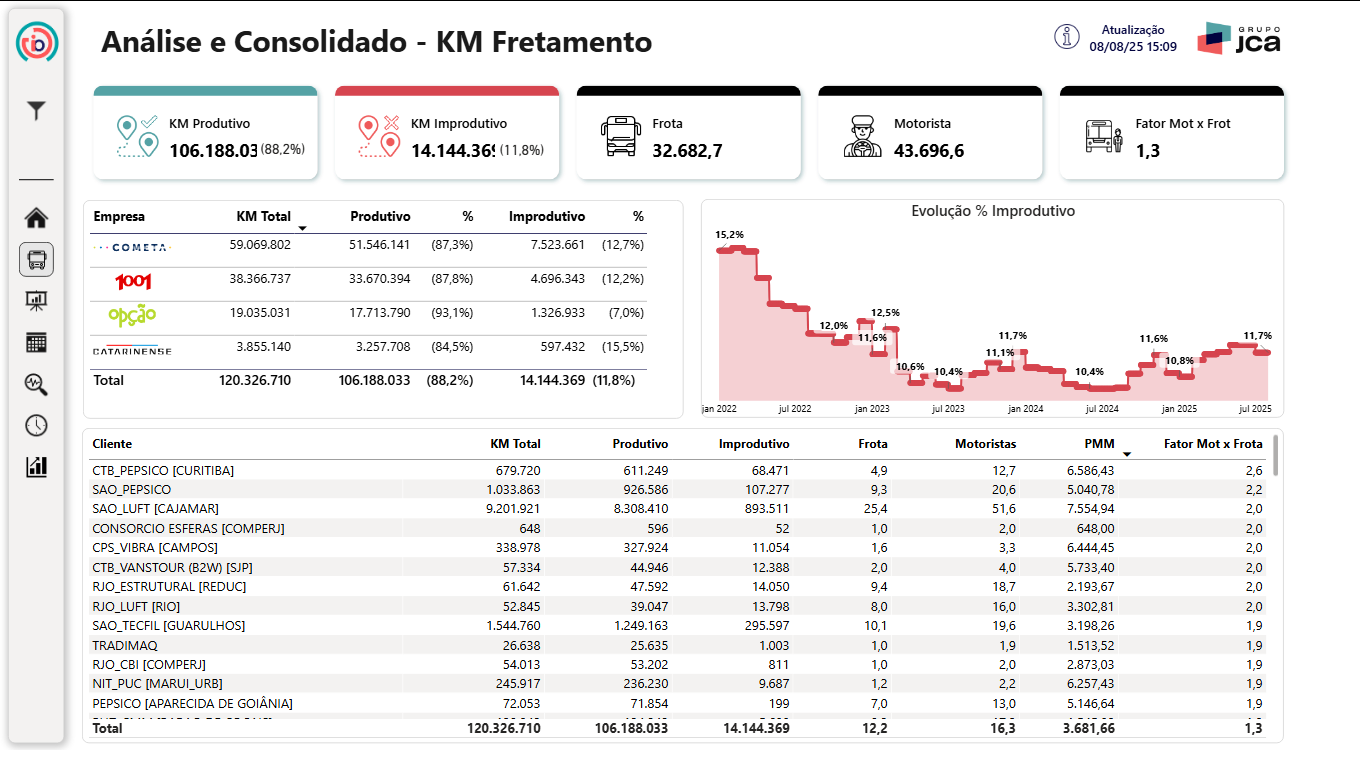 Análise e Consolidado - KM Fretamento
Atualização
08/08/25 15:09
GRUPO
jca
KM Produtivo
106.188.03 (88,2%)
KM Improdutivo
14.144.369 (11,8%)
Frota
32.682,7
Motorista
43.696,6
Fator Mot x Frot
1,3
Empresa KM Total Produtivo % Improdutivo %
COMETA 59.069.802 51.546.141 (87,3%) 7.523.661 (12,7%)
1001 38.366.737 33.670.394 (87,8%) 4.696.343 (12,2%)
opção 19.035.031 17.713.790 (93,1%) 1.326.933 (7,0%)
CATARINENSE 3.855.140 3.257.708 (84,5%) 597.432 (15,5%)
Total 120.326.710 106.188.033 (88,2%) 14.144.369 (11,8%)
Evolução % Improdutivo
15,2%
12,0%
11,6%
12,5%
10,6%
10,4%
11,1%
11,7%
10,4%
11,6%
10,8%
11,7%
jan 2022 jul 2022 jan 2023 jul 2023 jan 2024 jul 2024 jan 2025 jul 2025
Cliente KM Total Produtivo Improdutivo Frota Motoristas PMM Fator Mot x Frota
CTB_PEPSICO [CURITIBA] 679.720 611.249 68.471 4,9 12,7 6.586,43 2,6
SAO_PEPSICO 1.033.863 926.586 107.277 9,3 20,6 5.040,78 2,2
SAO_LUFT [CAJAMAR] 9.201.921 8.308.410 893.511 25,4 51,6 7.554,94 2,0
CONSORCIO ESFERAS [COMPERJ] 648 596 52 1,0 2,0 648,00 2,0
CPS_VIBRA [CAMPOS] 338.978 327.924 11.054 1,6 3,3 6.444,45 2,0
CTB_VANSTOUR (B2W) [SJP] 57.334 44.946 12.388 2,0 4,0 5.733,40 2,0
RJO_ESTRUTURAL [REDUC] 61.642 47.592 14.050 9,4 18,7 2.193,67 2,0
RJO_LUFT [RIO] 52.845 39.047 13.798 8,0 16,0 3.302,81 2,0
SAO_TECFIL [GUARULHOS] 1.544.760 1.249.163 295.597 10,1 19,6 3.198,26 1,9
TRADIMAQ 26.638 25.635 1.003 1,0 1,9 1.513,52 1,9
RJO_CBI [COMPERJ] 54.013 53.202 811 1,0 2,0 2.873,03 1,9
NIT_PUC [MARUI_URB] 245.917 236.230 9.687 1,2 2,2 6.257,43 1,9
PEPSICO [APARECIDA DE GOIÂNIA] 72.053 71.854 199 7,0 13,0 5.146,64 1,9
Total 120.326.710 106.188.033 14.144.369 12,2 16,3 3.681,66 1,3